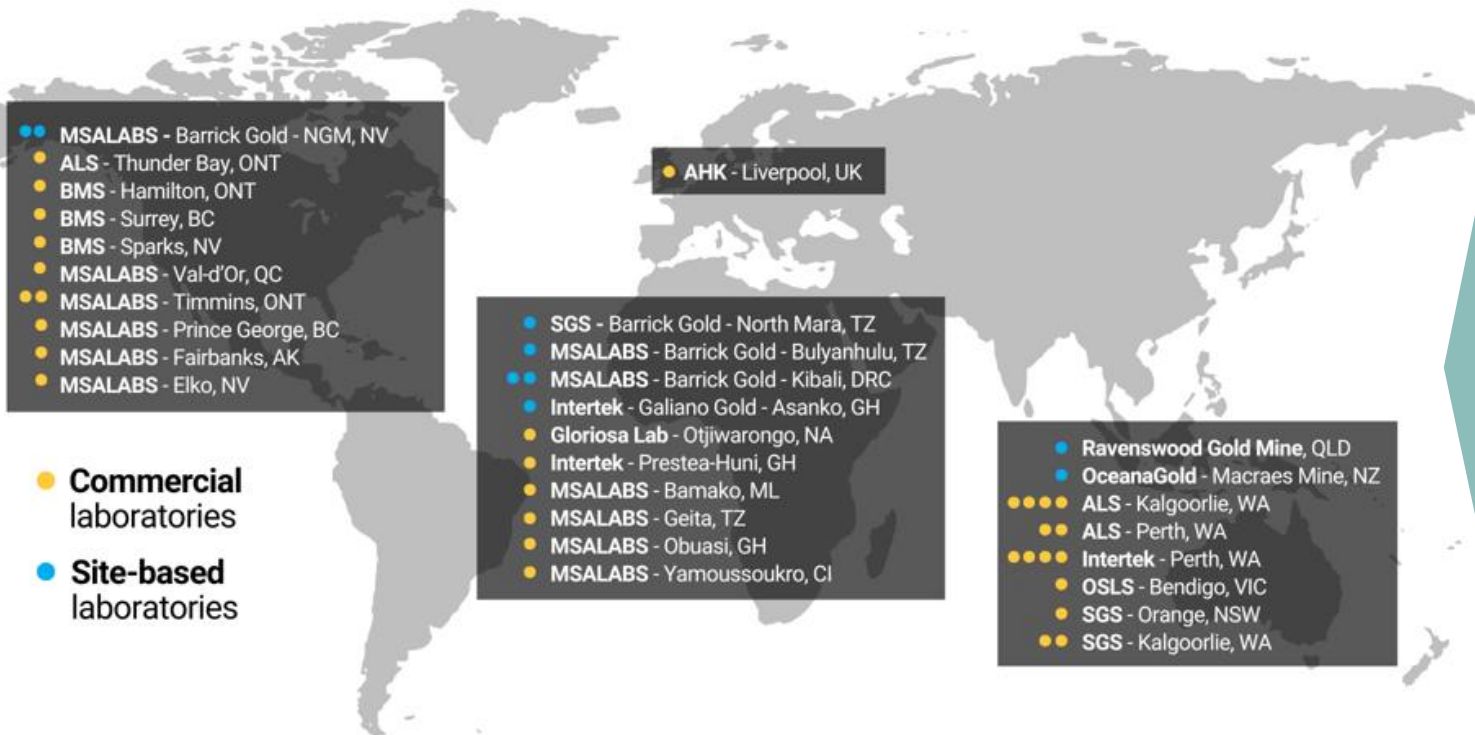 MSALABS - Barrick Gold - NGM, NV
ALS - Thunder Bay, ONT
BMS - Hamilton, ONT
BMS - Surrey, BC
BMS - Sparks, NV
MSALABS - Val-d'Or, QC
MSALABS - Timmins, ONT
MSALABS - Prince George, BC
MSALABS - Fairbanks, AK
MSALABS - Elko, NV
Commercial
laboratories
Site-based
laboratories
AHK - Liverpool, UK
SGS - Barrick Gold - North Mara, TZ
MSALABS - Barrick Gold - Bulyanhulu, TZ
MSALABS - Barrick Gold - Kibali, DRC
Intertek - Galiano Gold - Asanko, GH
Gloriosa Lab - Otjiwarongo, NA
Intertek - Prestea-Huni, GH
MSALABS - Bamako, ML
MSALABS - Geita, TZ
MSALABS - Obuasi, GH
MSALABS - Yamoussoukro, CI
Ravenswood Gold Mine, QLD
OceanaGold - Macraes Mine, NZ
ALS - Kalgoorlie, WA
ALS - Perth, WA
Intertek - Perth, WA
OSLS - Bendigo, VIC
SGS - Orange, NSW
SGS - Kalgoorlie, WA